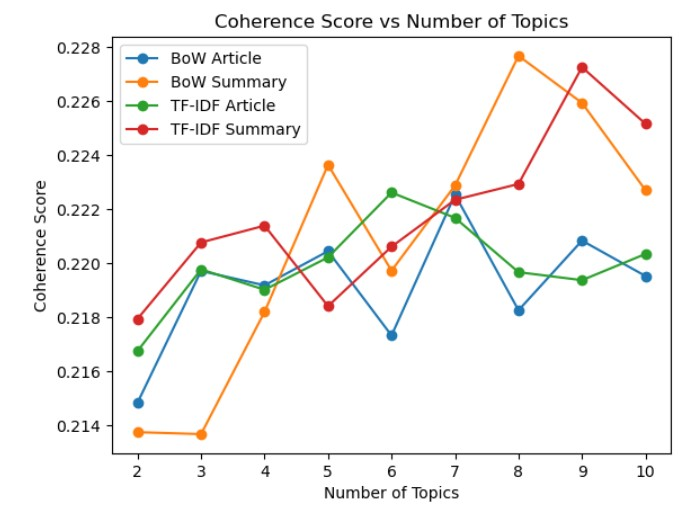 Coherence Score vs Number of Topics
BoW Article
BoW Summary
TF-IDF Article
TF-IDF Summary
Coherence Score
0.228
0.226
0.224
0.222
0.220
0.218
0.216
0.214
2 3 4 5 6 7 8 9 10
Number of Topics